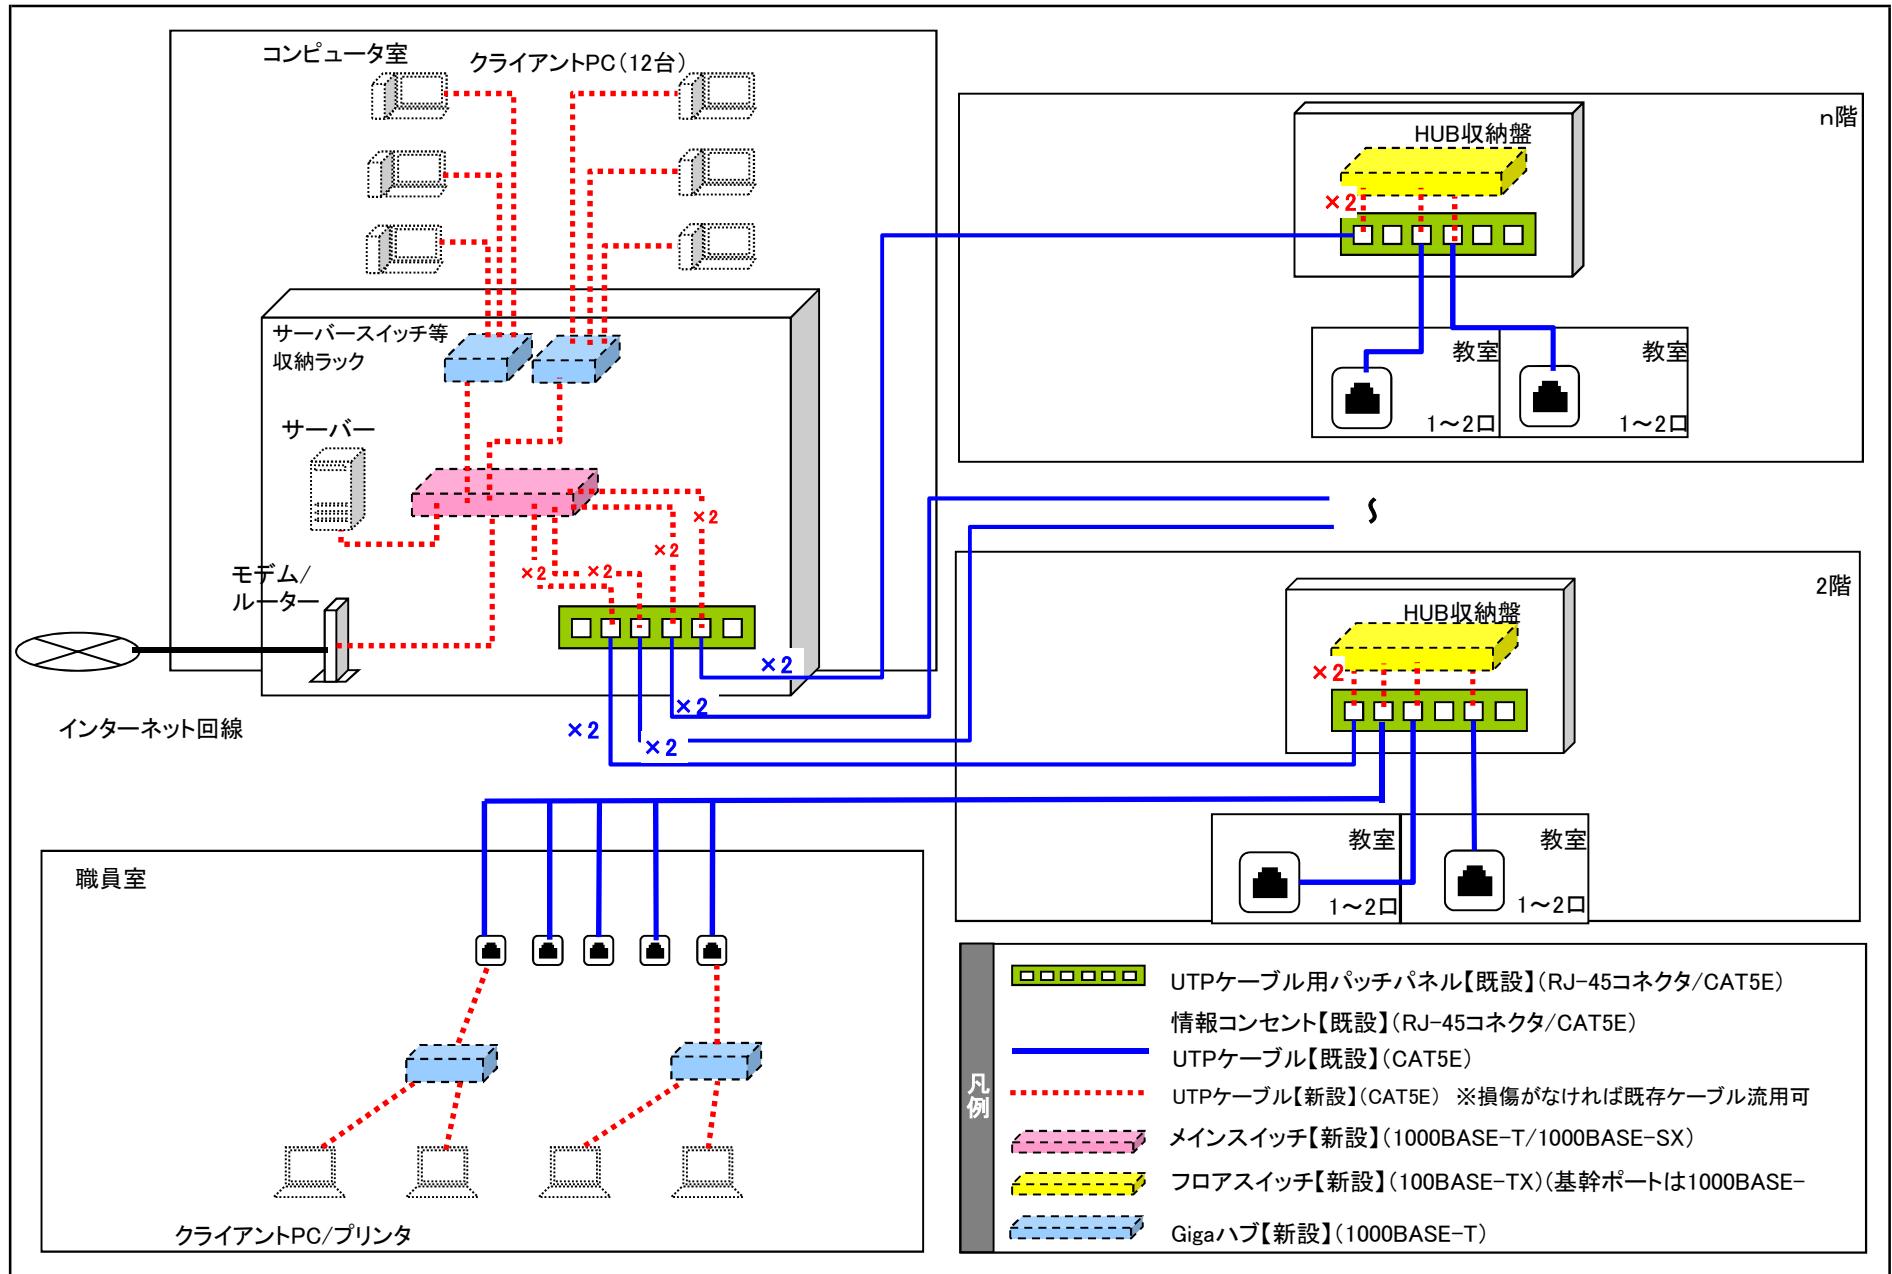 コンピュータ室
クライアントPC（12台）
サーバースイッチ等
収納ラック
サーバー
モデム/
ルーター
インターネット回線
×2
×2
×2
×2
×2
×2
×2
×2
n階
HUB収納盤
×2
教室
1～2口
教室
1～2口
2階
HUB収納盤
×2
教室
1～2口
教室
1～2口
職員室
クライアントPC/プリンタ
凡例
UTPケーブル用パッチパネル【既設】（RJ-45コネクタ/CAT5E）
情報コンセント【既設】（RJ-45コネクタ/CAT5E）
UTPケーブル【既設】（CAT5E）
UTPケーブル【新設】（CAT5E） ※損傷がなければ既存ケーブル流用可
メインスイッチ【新設】（1000BASE-T/1000BASE-SX）
フロアスイッチ【新設】（100BASE-TX）（基幹ポートは1000BASE-
Gigaハブ【新設】（1000BASE-T）